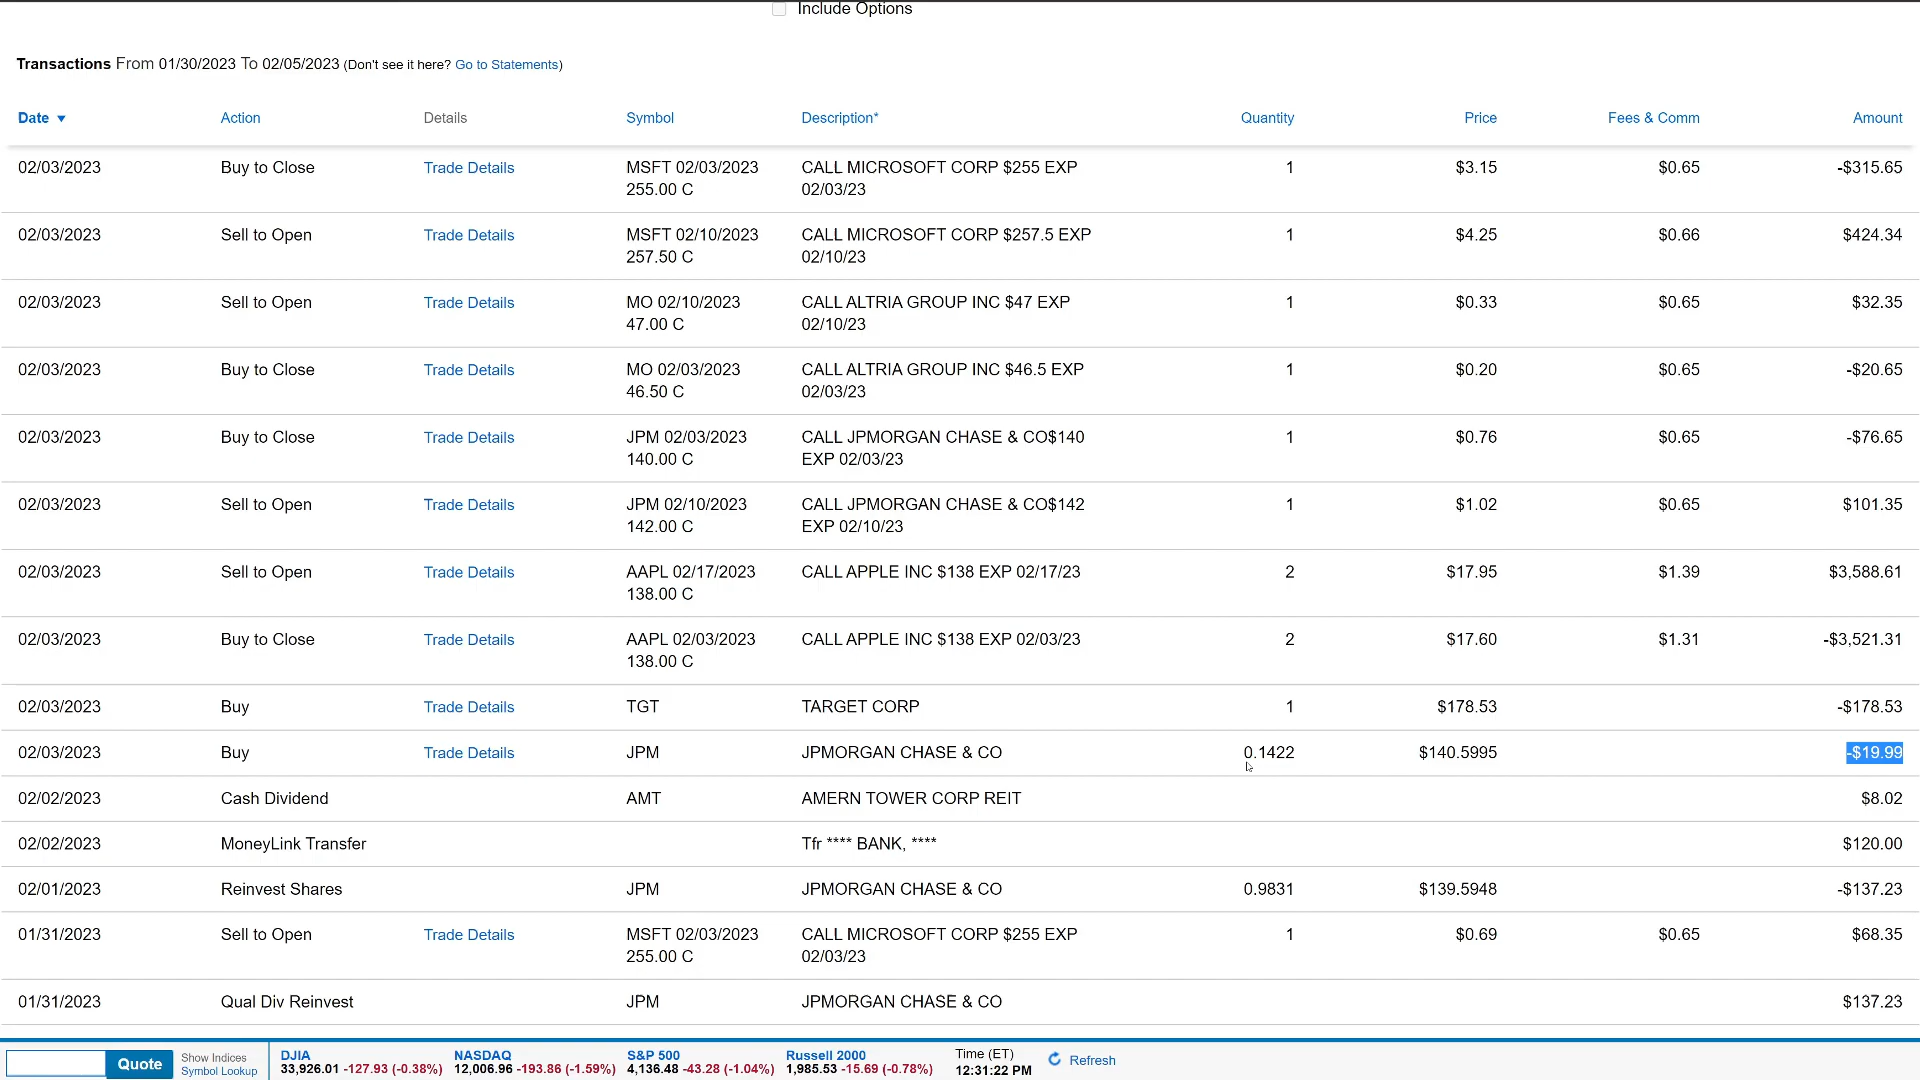 Include Options
Transactions From 01/30/2023 To 02/05/2023 (Don't see it here? Go to Statements)
Date ▼ Action Details Symbol Description* Quantity Price Fees & Comm Amount
02/03/2023 Buy to Close Trade Details MSFT 02/03/2023 CALL MICROSOFT CORP $255 EXP 1 $3.15 $0.65 -$315.65
255.00 C 02/03/23
02/03/2023 Sell to Open Trade Details MSFT 02/10/2023 CALL MICROSOFT CORP $257.5 EXP 1 $4.25 $0.66 $424.34
257.50 C 02/10/23
02/03/2023 Sell to Open Trade Details MO 02/10/2023 CALL ALTRIA GROUP INC $47 EXP 1 $0.33 $0.65 $32.35
47.00 C 02/10/23
02/03/2023 Buy to Close Trade Details MO 02/03/2023 CALL ALTRIA GROUP INC $46.5 EXP 1 $0.20 $0.65 -$20.65
46.50 C 02/03/23
02/03/2023 Buy to Close Trade Details JPM 02/03/2023 CALL JPMORGAN CHASE & CO$140 1 $0.76 $0.65 -$76.65
140.00 C EXP 02/03/23
02/03/2023 Sell to Open Trade Details JPM 02/10/2023 CALL JPMORGAN CHASE & CO$142 1 $1.02 $0.65 $101.35
142.00 C EXP 02/10/23
02/03/2023 Sell to Open Trade Details AAPL 02/17/2023 CALL APPLE INC $138 EXP 02/17/23 2 $17.95 $1.39 $3,588.61
138.00 C
02/03/2023 Buy to Close Trade Details AAPL 02/03/2023 CALL APPLE INC $138 EXP 02/03/23 2 $17.60 $1.31 -$3,521.31
138.00 C
02/03/2023 Buy Trade Details TGT TARGET CORP 1 $178.53 -$178.53
02/03/2023 Buy Trade Details JPM JPMORGAN CHASE & CO 0.1422 $140.5995 -$19.99
02/02/2023 Cash Dividend AMT AMERN TOWER CORP REIT $8.02
02/02/2023 MoneyLink Transfer Tfr **** BANK, **** $120.00
02/01/2023 Reinvest Shares JPM JPMORGAN CHASE & CO 0.9831 $139.5948 -$137.23
01/31/2023 Sell to Open Trade Details MSFT 02/03/2023 CALL MICROSOFT CORP $255 EXP 1 $0.69 $0.65 $68.35
255.00 C 02/03/23
01/31/2023 Qual Div Reinvest JPM JPMORGAN CHASE & CO $137.23
Quote Show Indices DJIA NASDAQ S&P 500 Russell 2000 Time (ET) Refresh
Symbol Lookup 33,926.01 -127.93 (-0.38%) 12,006.96 -193.86 (-1.59%) 4,136.48 -43.28 (-1.04%) 1,985.53 -15.69 (-0.78%) 12:31:22 PM